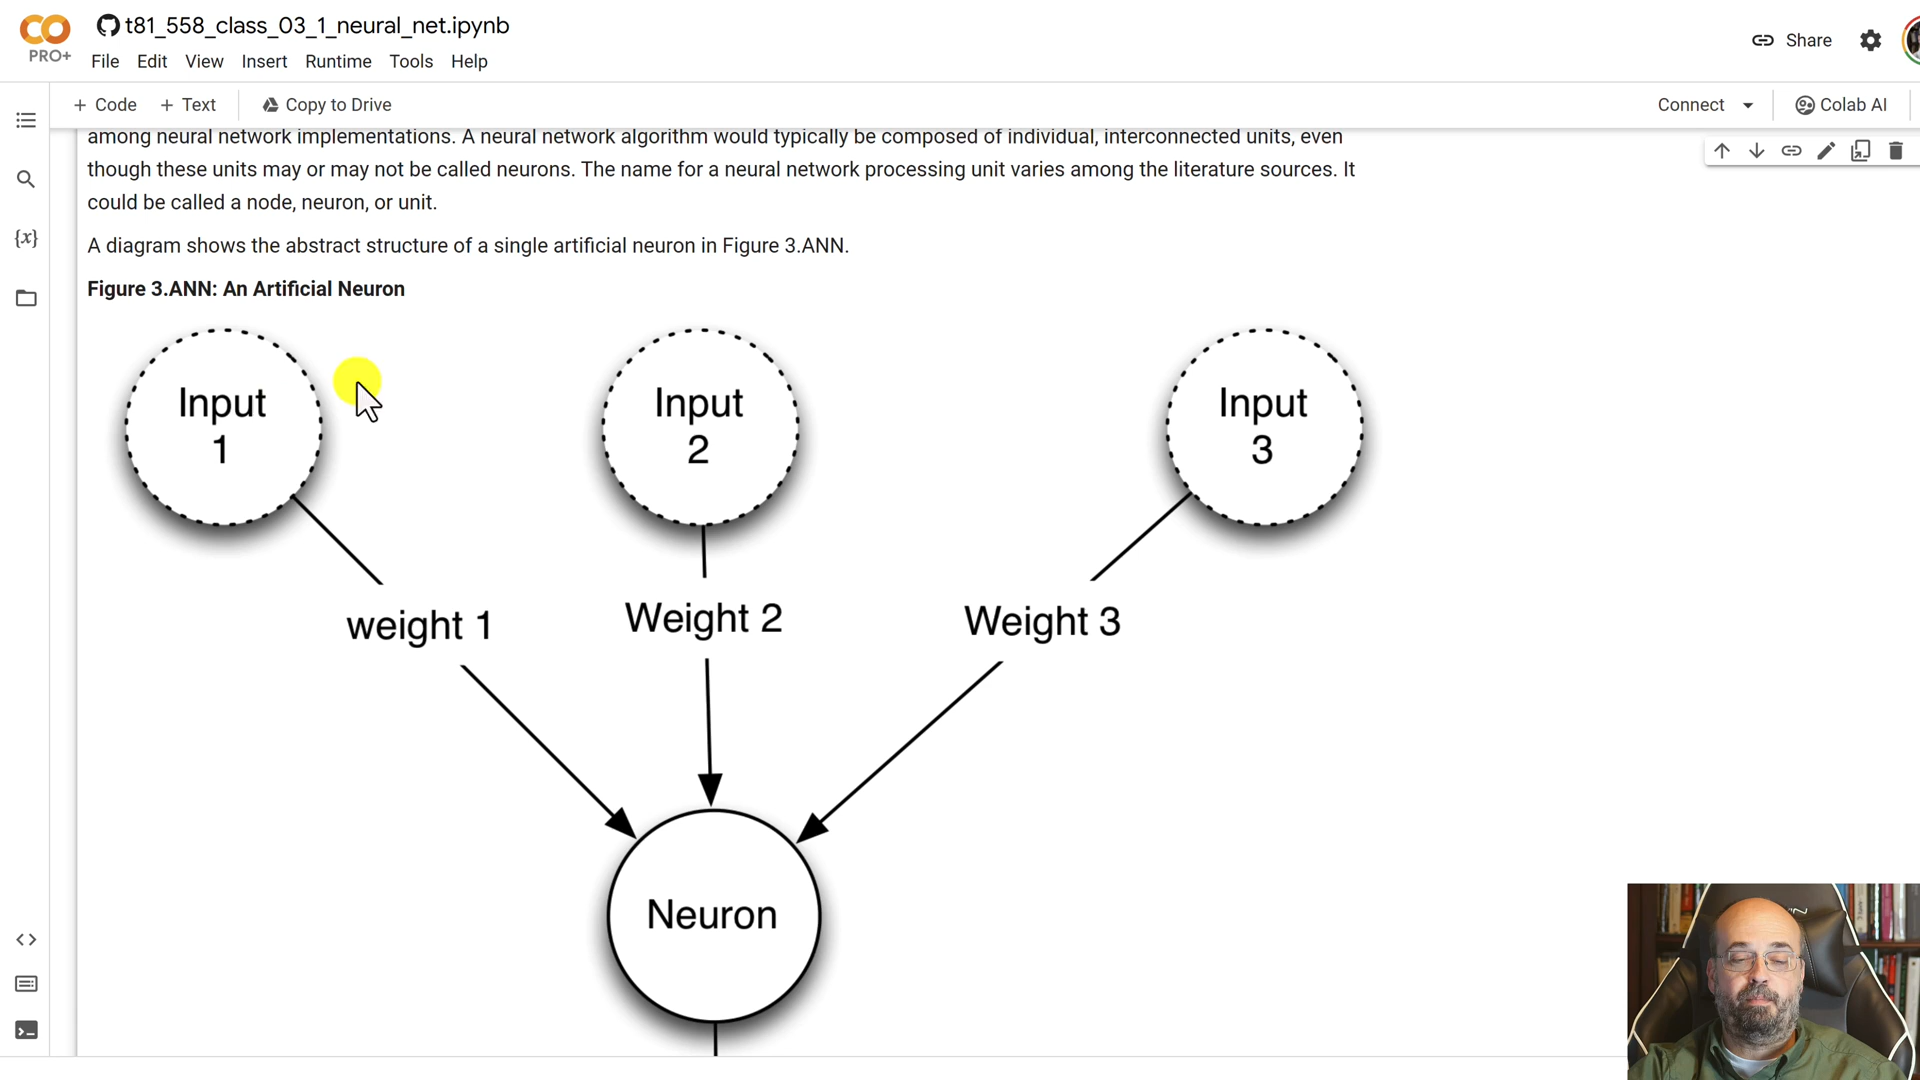 t81_558_class_03_1_neural_net.ipynb
PRO+
File Edit View Insert Runtime Tools Help
Share
+ Code + Text Copy to Drive
Connect
Colab AI
among neural network implementations. A neural network algorithm would typically be composed of individual, interconnected units, even
though these units may or may not be called neurons. The name for a neural network processing unit varies among the literature sources. It
could be called a node, neuron, or unit.
A diagram shows the abstract structure of a single artificial neuron in Figure 3.ANN.
Figure 3.ANN: An Artificial Neuron
{x}
Input
1
Input
2
Input
3
weight 1
Weight 2
Weight 3
Neuron